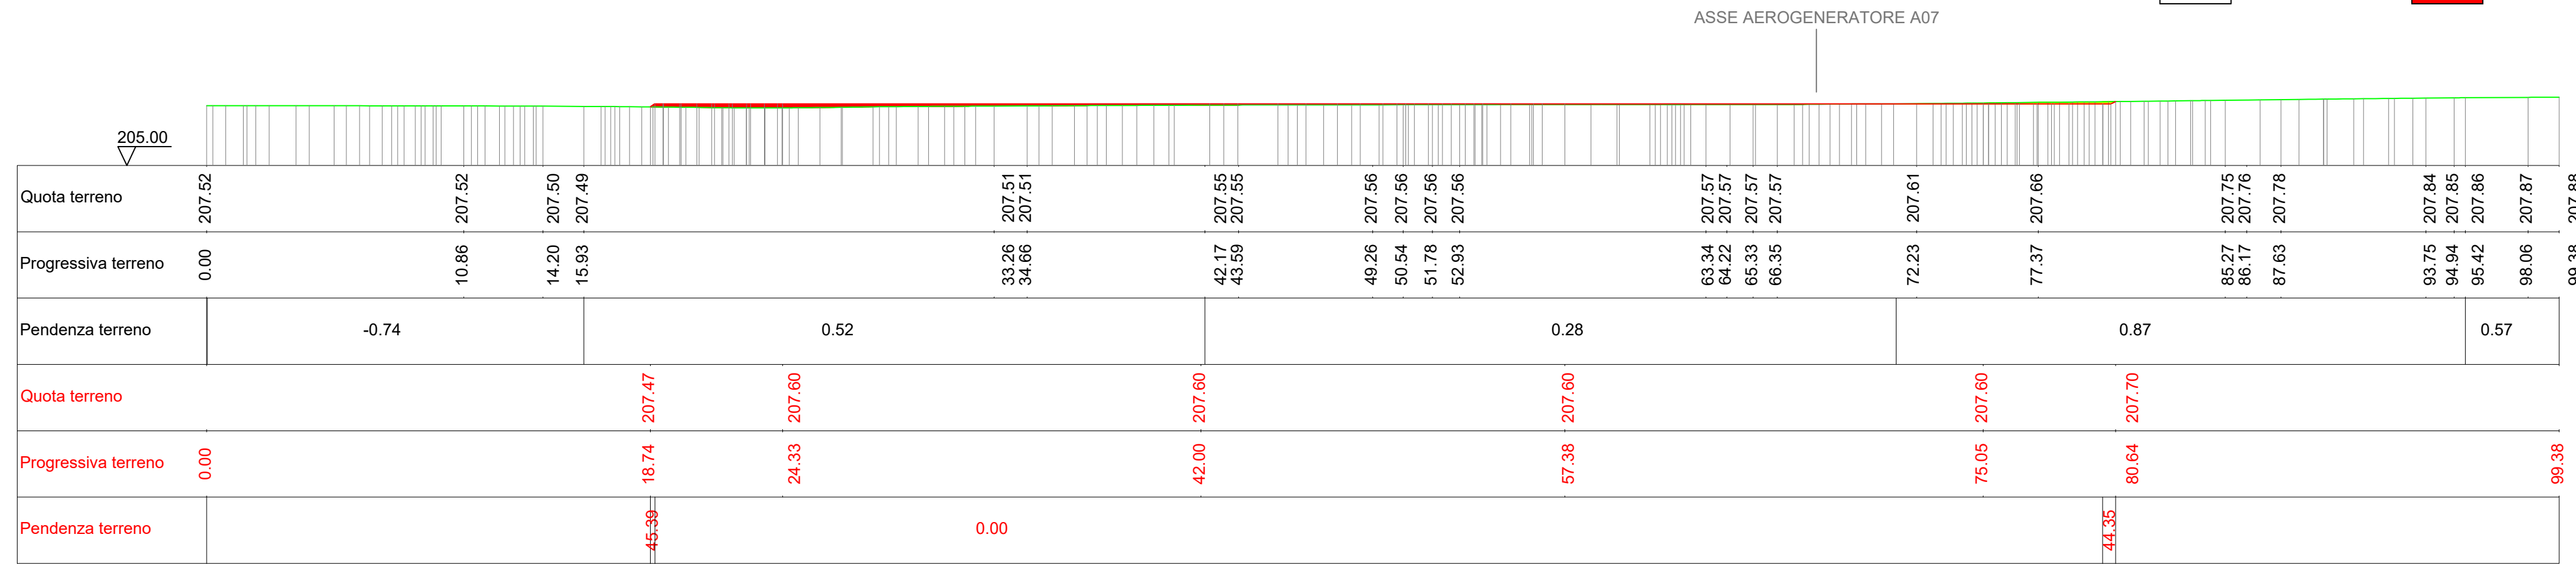 ASSE AEROGENERATORE A07
205.00
Quota terreno 207.52 207.52 207.50 207.49 207.51 207.51 207.55 207.55 207.56 207.56 207.56 207.56 207.57 207.57 207.57 207.57 207.61 207.66 207.75 207.76 207.78 207.84 207.85 207.86 207.87 207.88
Progressiva terreno 0.00 10.86 14.20 15.93 33.26 34.66 42.17 43.59 49.26 50.54 51.78 52.93 63.34 64.22 65.33 66.35 72.23 77.37 85.27 86.17 87.63 93.75 94.94 95.42 98.06 99.38
Pendenza terreno -0.74 0.52 0.28 0.87 0.57
Quota terreno 207.47 207.60 207.60 207.60 207.60 207.70
Progressiva terreno 0.00 18.74 24.33 42.00 57.38 75.05 80.64 99.38
Pendenza terreno 45.39 0.00 44.35